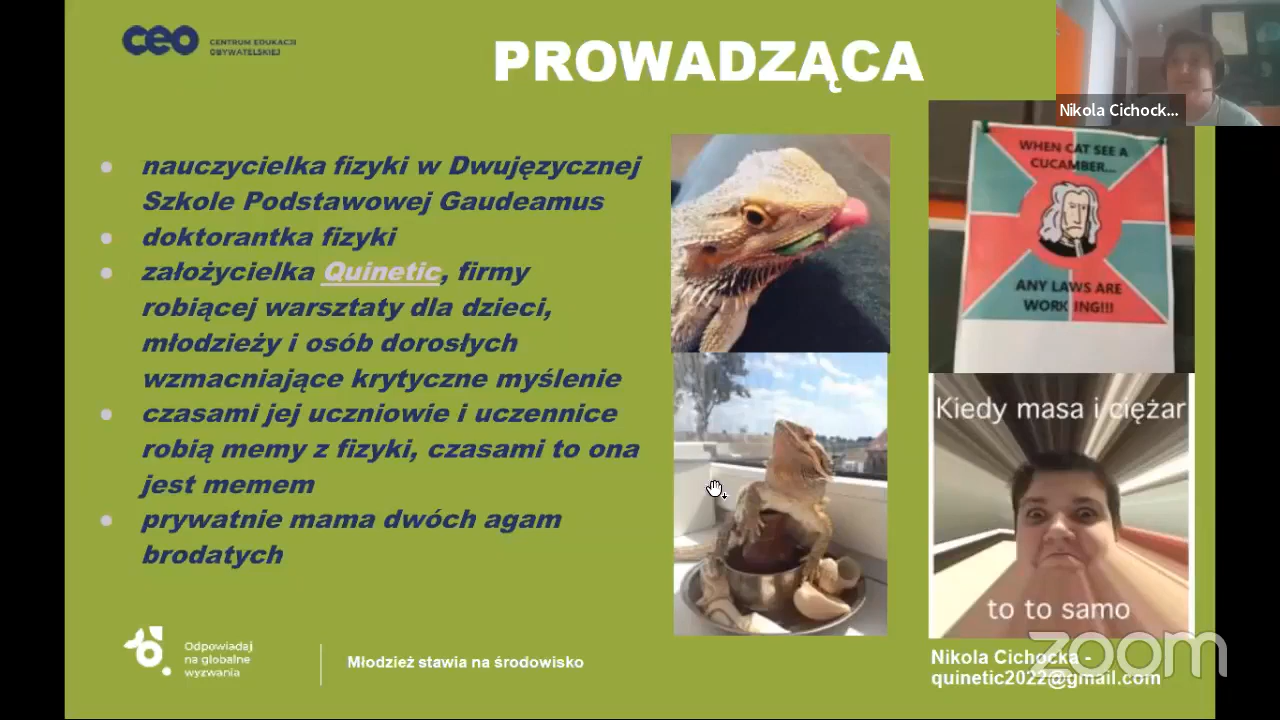 ceo CENTRUM EDUKACJI
OBYWATELSKIEJ
PROWADZĄCA
Nikola Cichock...
nauczycielka fizyki w Dwujęzycznej
Szkole Podstawowej Gaudeamus
doktorantka fizyki
założycielka Quinetic, firmy
robiącej warsztaty dla dzieci,
młodzieży i osób dorosłych
wzmacniające krytyczne myślenie
czasami jej uczniowie i uczennice
robią memy z fizyki, czasami to ona
jest memem
prywatnie mama dwóch agam
brodatych
WHEN CAT SEE A
CUCAMBER...
ANY LAWS ARE
WORKING!!!
Kiedy masa i ciężar
to to samo
Odpowiadaj
na globalne
wyzwania
Młodzież stawia na środowisko
Nikola Cichocka -
quinetic2022@gmail.com
zoom